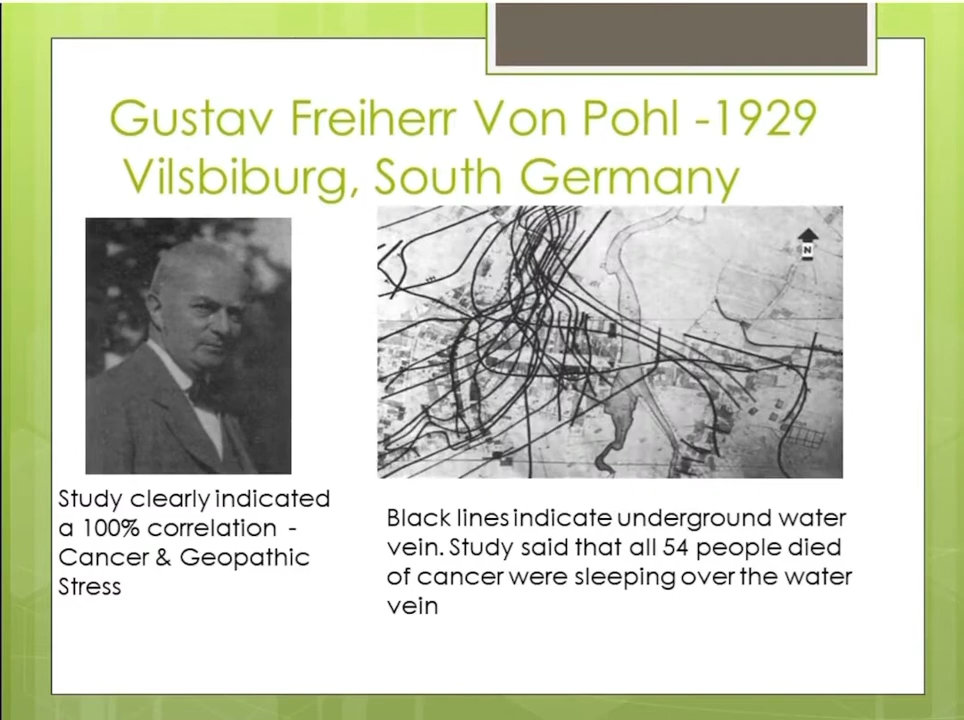 Gustav Freiherr Von Pohl -1929
Vilsbiburg, South Germany
N
Study clearly indicated
a 100% correlation -
Cancer & Geopathic
Stress
Black lines indicate underground water
vein. Study said that all 54 people died
of cancer were sleeping over the water
vein